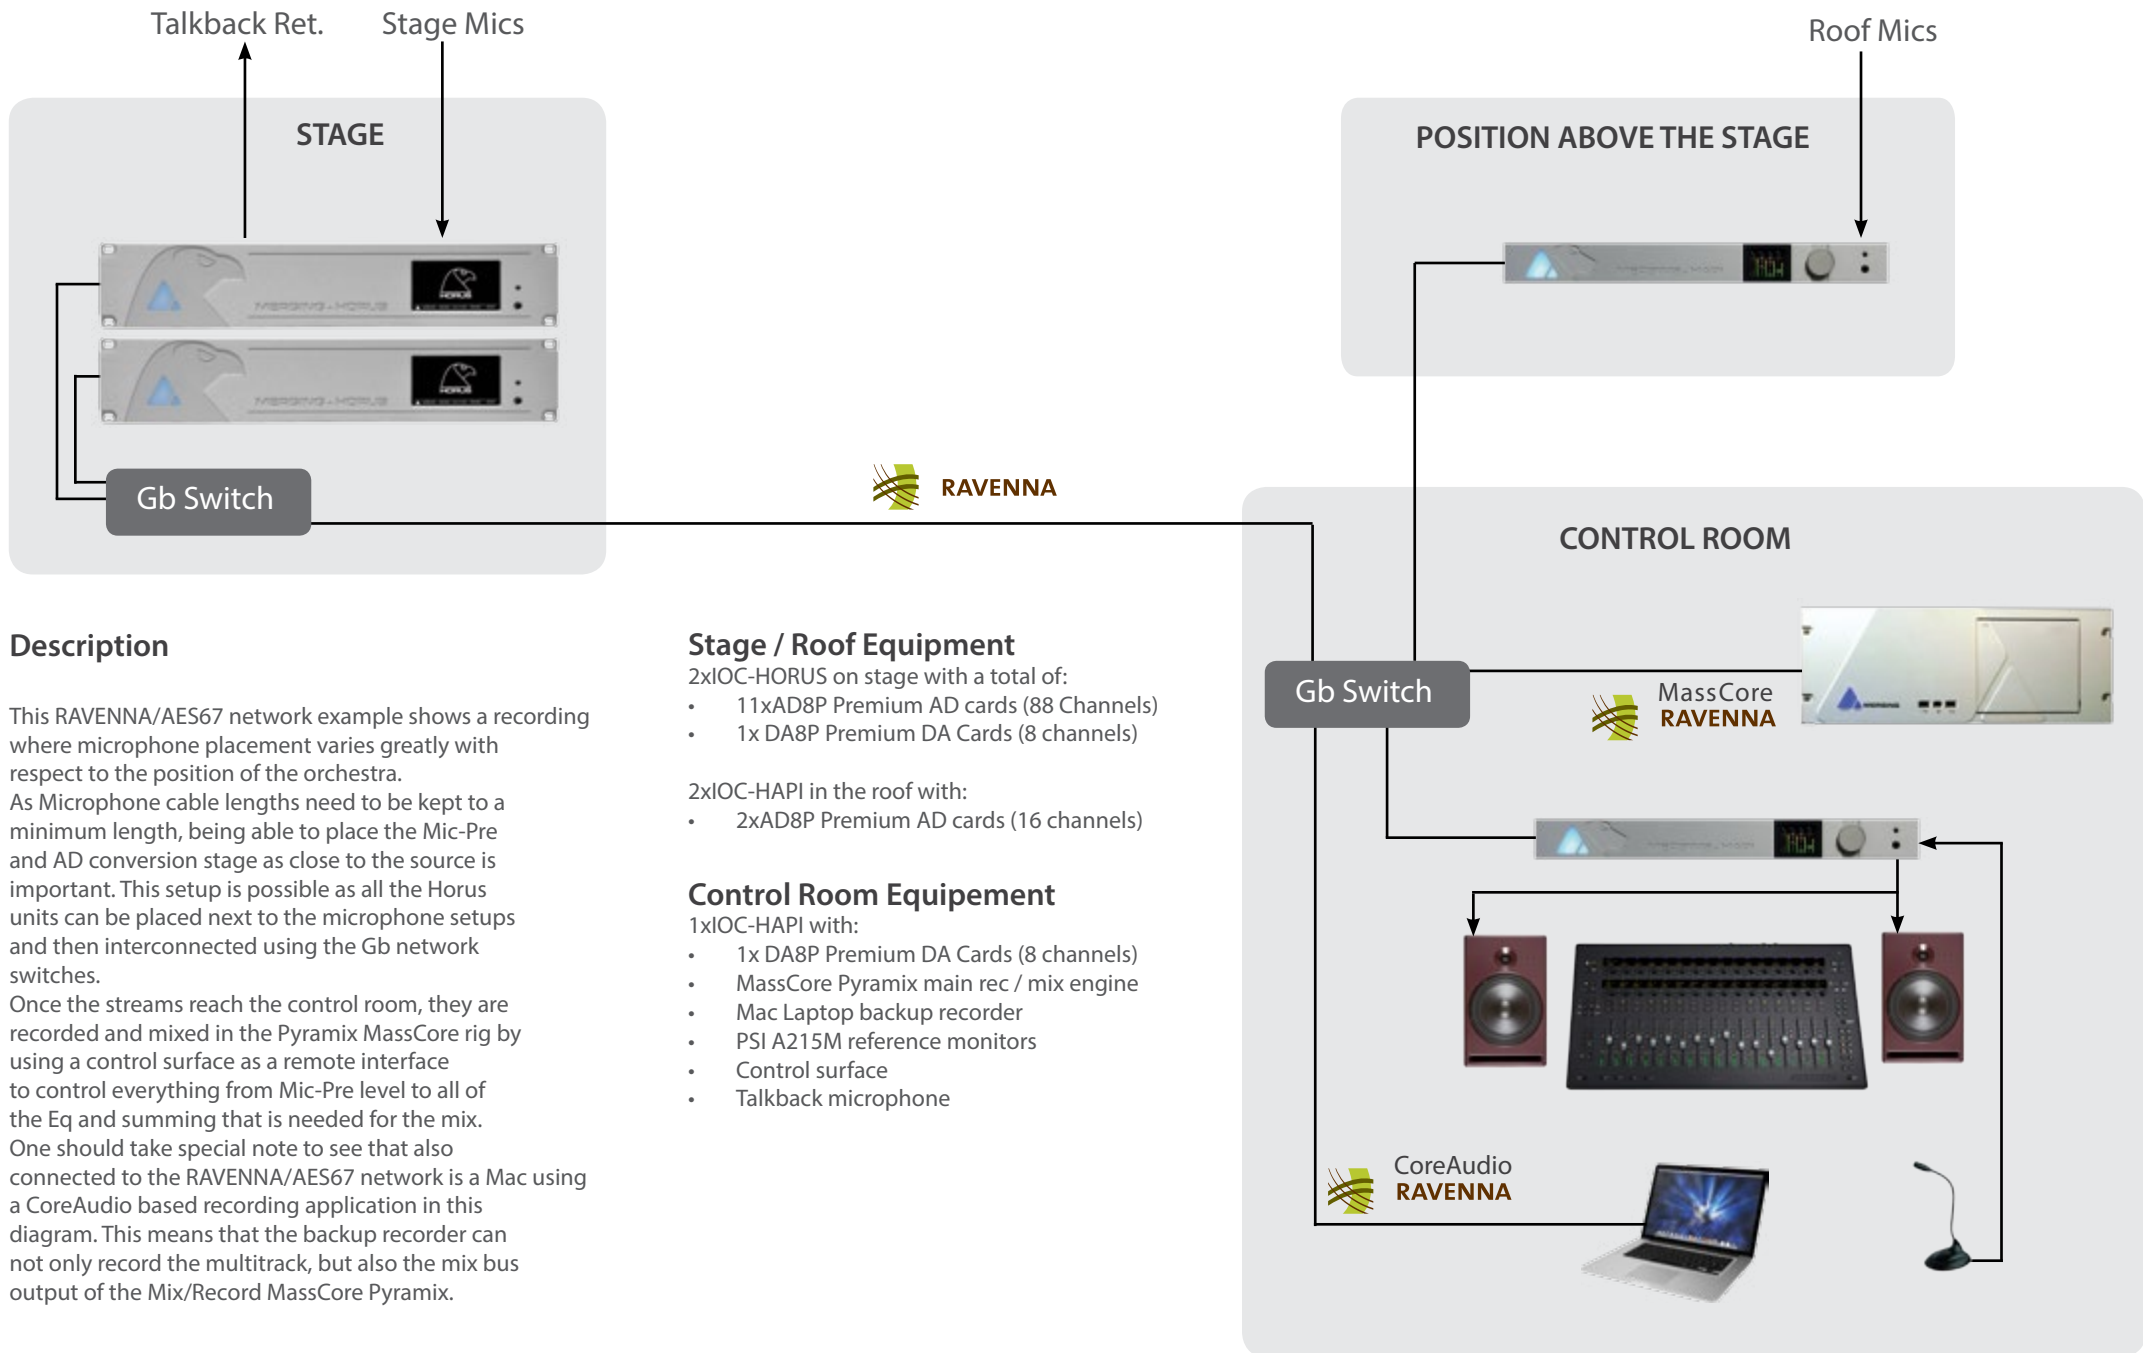 Talkback Ret.
Stage Mics
Roof Mics
STAGE
POSITION ABOVE THE STAGE
MERGING - HORUS
HORUS
MERGING - HORUS
HORUS
Gb Switch
RAVENNA
CONTROL ROOM
Gb Switch
MassCore
RAVENNA
MERGING
CoreAudio
RAVENNA
Description
This RAVENNA/AES67 network example shows a recording
where microphone placement varies greatly with
respect to the position of the orchestra.
As Microphone cable lengths need to be kept to a
minimum length, being able to place the Mic-Pre
and AD conversion stage as close to the source is
important. This setup is possible as all the Horus
units can be placed next to the microphone setups
and then interconnected using the Gb network
switches.
Once the streams reach the control room, they are
recorded and mixed in the Pyramix MassCore rig by
using a control surface as a remote interface
to control everything from Mic-Pre level to all of
the Eq and summing that is needed for the mix.
One should take special note to see that also
connected to the RAVENNA/AES67 network is a Mac using
a CoreAudio based recording application in this
diagram. This means that the backup recorder can
not only record the multitrack, but also the mix bus
output of the Mix/Record MassCore Pyramix.
Stage / Roof Equipment
2xIOC-HORUS on stage with a total of:
• 11xAD8P Premium AD cards (88 Channels)
• 1x DA8P Premium DA Cards (8 channels)
2xIOC-HAPI in the roof with:
• 2xAD8P Premium AD cards (16 channels)
Control Room Equipement
1xIOC-HAPI with:
• 1x DA8P Premium DA Cards (8 channels)
• MassCore Pyramix main rec / mix engine
• Mac Laptop backup recorder
• PSI A215M reference monitors
• Control surface
• Talkback microphone